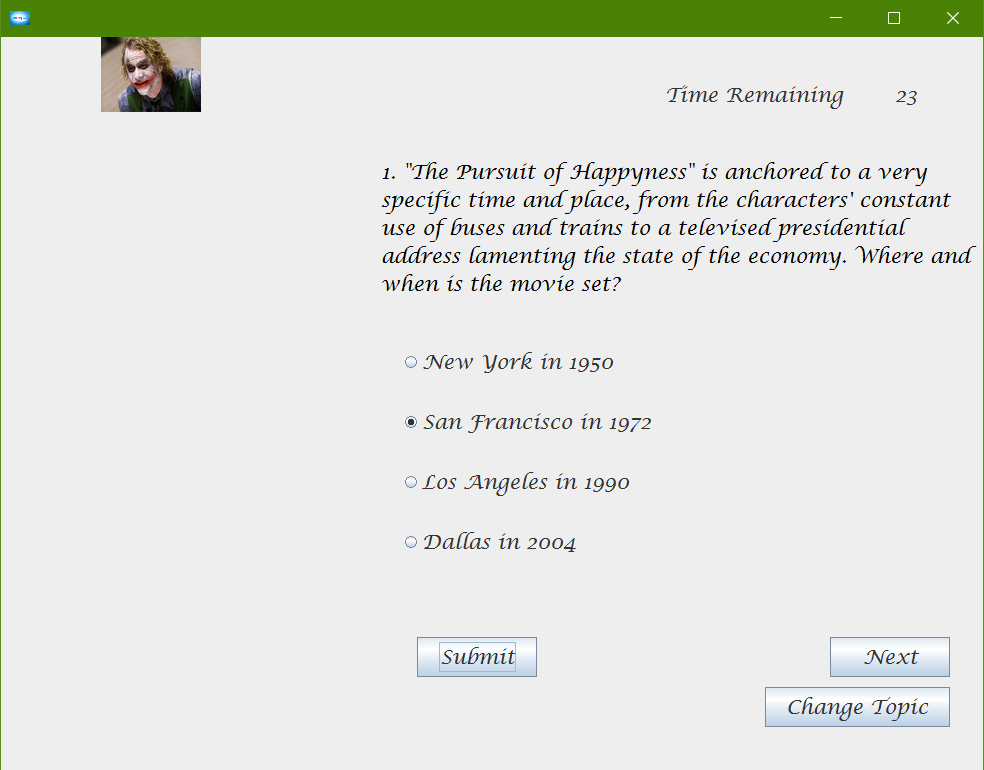 Time Remaining 23
1. "The Pursuit of Happyness" is anchored to a very
specific time and place, from the characters' constant
use of buses and trains to a televised presidential
address lamenting the state of the economy. Where and
when is the movie set?
New York in 1950
San Francisco in 1972
Los Angeles in 1990
Dallas in 2004
Submit
Next
Change Topic